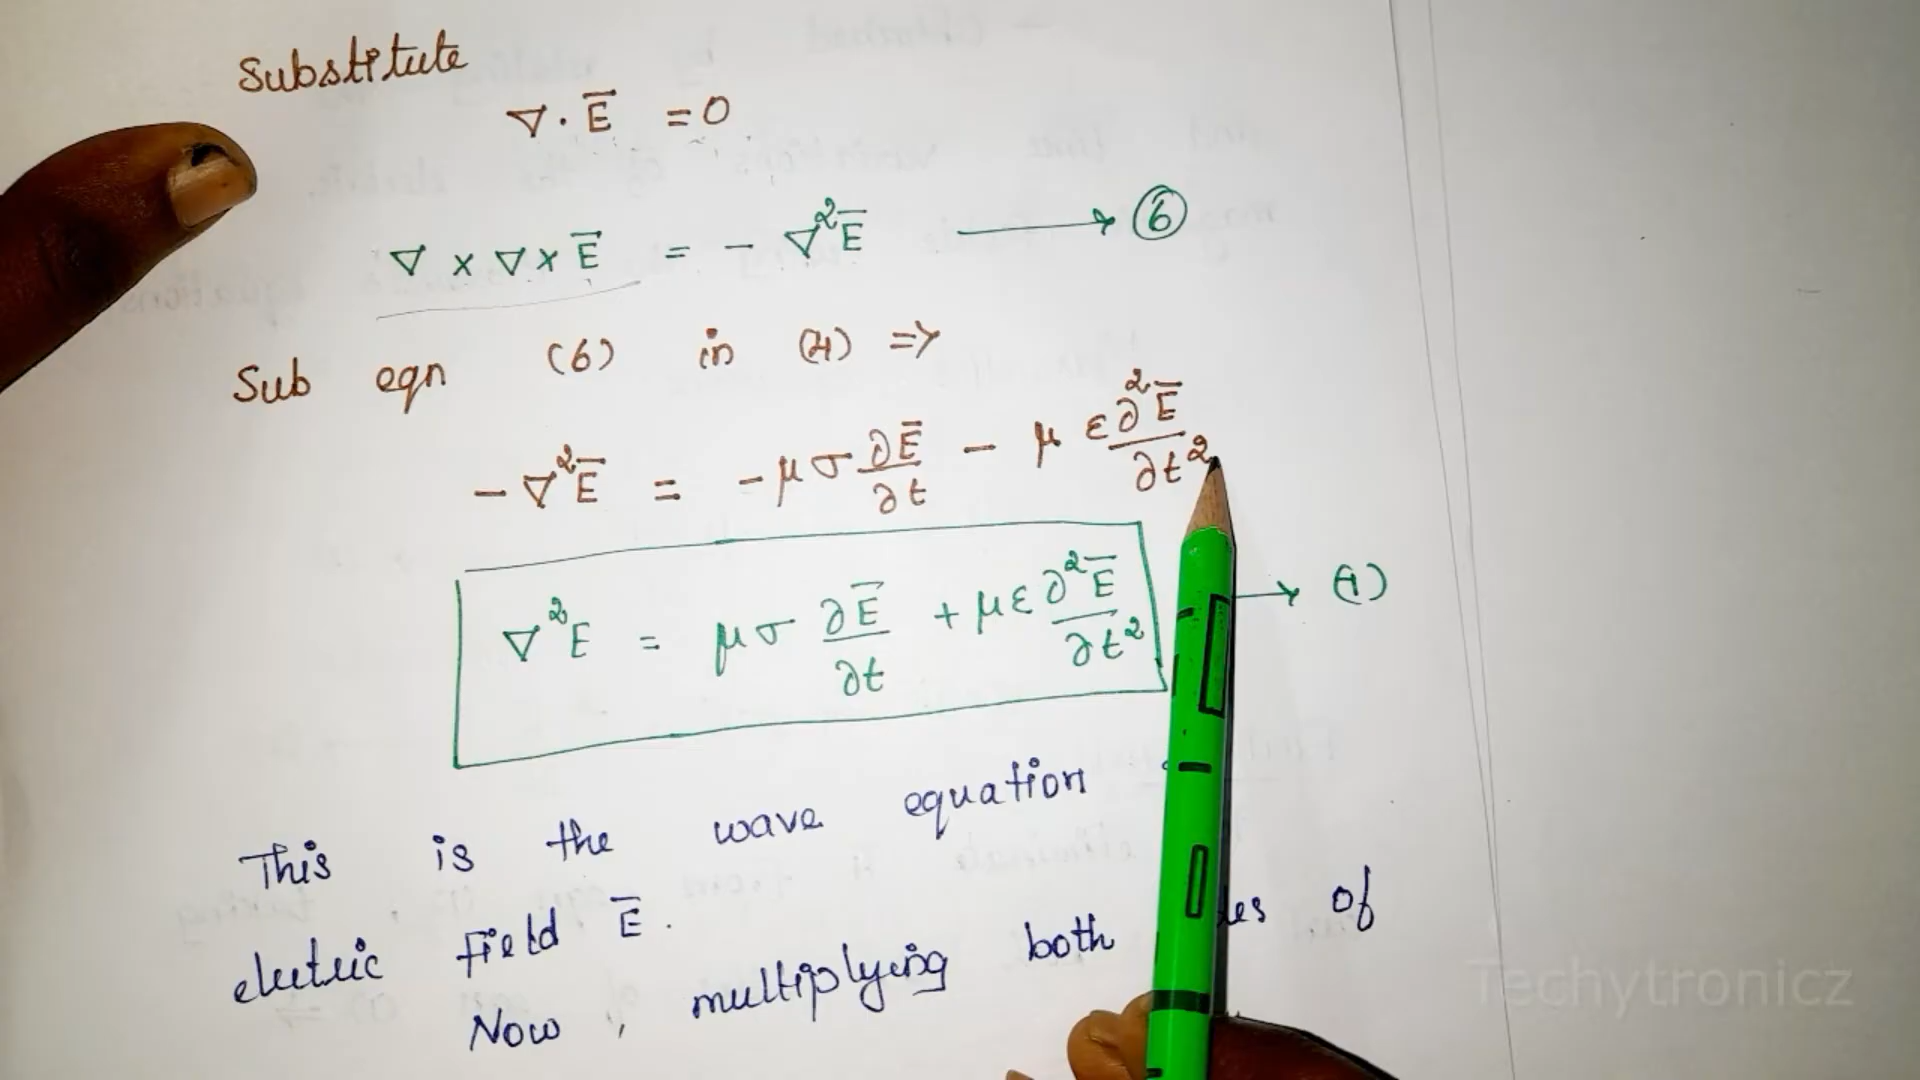 Substitute
∇ · E̅ = 0
∇ × ∇ × E̅ = - ∇²E̅ → ⑥
Sub eqn (6) in (4) =>
- ∇²E̅ = - μσ ∂E̅/∂t - μ ε ∂²E̅/∂t²
∇²E = μσ ∂E̅/∂t + με ∂²E̅/∂t² →
This is the wave equation
electric field E̅.
Now, multiplying both of
Techytronicz